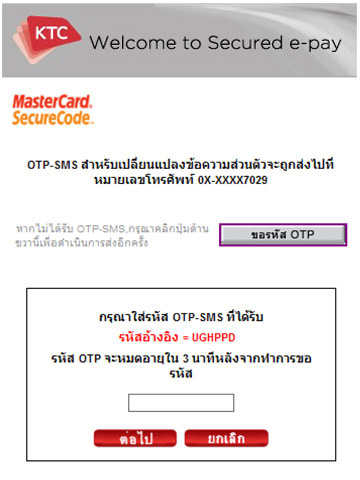 KTC
Welcome to Secured e-pay
MasterCard.
SecureCode.
OTP-SMS สำหรับเปลี่ยนแปลงข้อความส่วนตัวจะถูกส่งไปที่
หมายเลขโทรศัพท์ 0X-XXXX7029
หากไม่ได้รับ OTP-SMS,กรุณาคลิกปุ่มด้าน
ขวานี้เพื่อดำเนินการส่งอีกครั้ง
ขอรหัส OTP
กรุณาใส่รหัส OTP-SMS ที่ได้รับ
รหัสอ้างอิง = UGHPPD
รหัส OTP จะหมดอายุใน 3 นาทีหลังจากทำการขอ
รหัส
ต่อไป
ยกเลิก